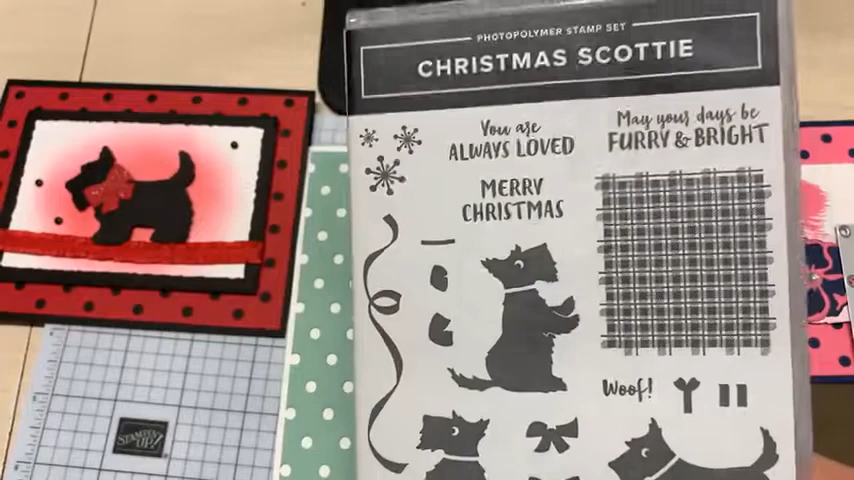 PHOTOPOLYMER STAMP SET
CHRISTMAS SCOTTIE
You are
ALWAYS LOVED
May your days be
FURRY & BRIGHT
MERRY
CHRISTMAS
Woof!
STAMPIN'
UP!